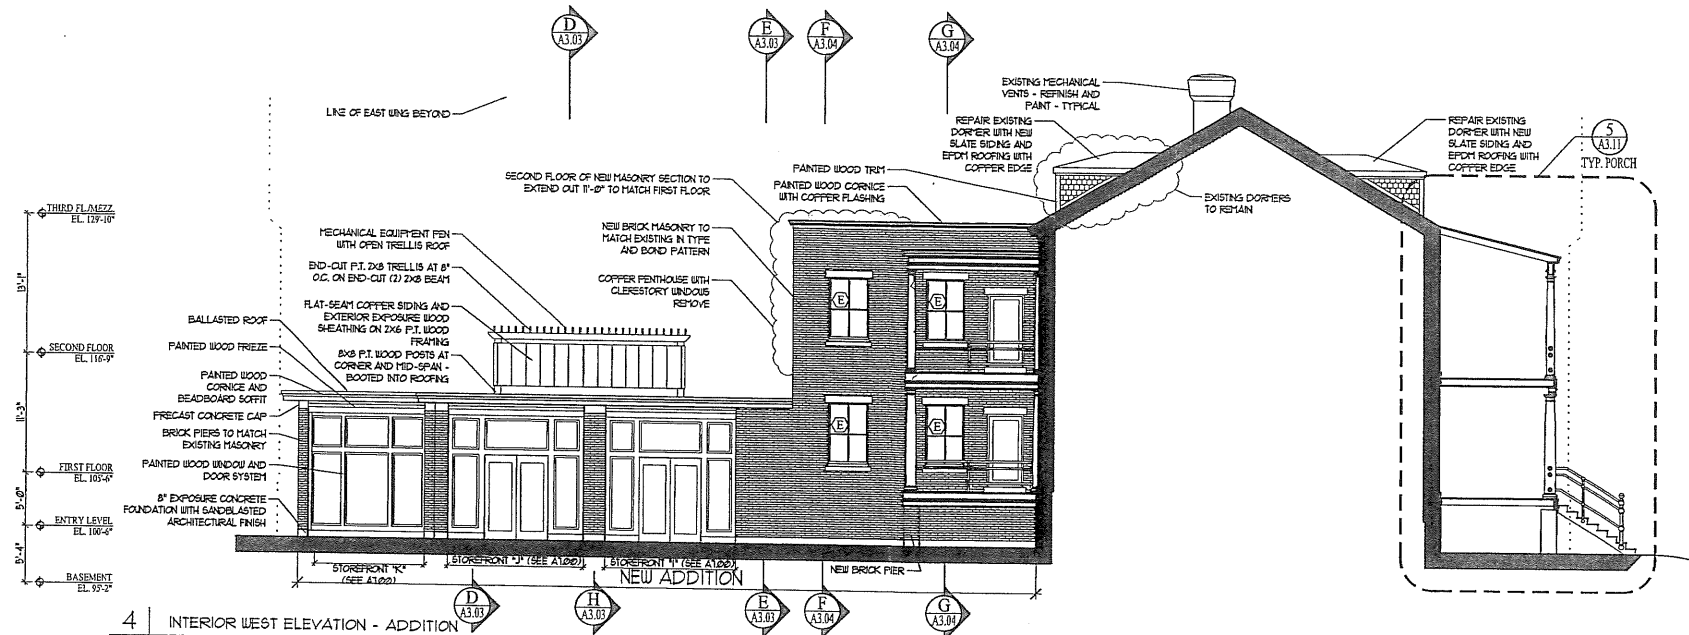 D
A3.03
E
A3.03
F
A3.04
G
A3.04
LINE OF EAST WING BEYOND
EXISTING MECHANICAL
VENTS - REFINISH AND
PAINT - TYPICAL
REPAIR EXISTING
DORMER WITH NEW
SLATE SIDING AND
EPDM ROOFING WITH
COPPER EDGE
REPAIR EXISTING
DORMER WITH NEW
SLATE SIDING AND
EPDM ROOFING WITH
COPPER EDGE
5
A3.11
TYP. PORCH
PAINTED WOOD TRIM
PAINTED WOOD CORNICE
WITH COPPER FLASHING
SECOND FLOOR OF NEW MASONRY SECTION TO
EXTEND OUT 11'-0" TO MATCH FIRST FLOOR
EXISTING DORMERS
TO REMAIN
THIRD FL./MEZZ.
EL. 129'-10"
MECHANICAL EQUIPMENT PEN
WITH OPEN TRELLIS ROOF
NEW BRICK MASONRY TO
MATCH EXISTING IN TYPE
AND BOND PATTERN
END-CUT P.T. 2X8 TRELLIS AT 8"
O.C. ON END-CUT (2) 2X8 BEAM
COPPER PENTHOUSE WITH
CLERESTORY WINDOWS
REMOVE
13'-1"
FLAT-SEAM COPPER SIDING AND
EXTERIOR EXPOSURE WOOD
SHEATHING ON 2X6 P.T. WOOD
FRAMING
E
E
BALLASTED ROOF
SECOND FLOOR
EL. 116'-9"
PAINTED WOOD FRIEZE
8X8 P.T. WOOD POSTS AT
CORNER AND MID-SPAN -
BOOTED INTO ROOFING
PAINTED WOOD
CORNICE AND
BEADBOARD SOFFIT
11'-3"
PRECAST CONCRETE CAP
E
E
BRICK PIERS TO MATCH
EXISTING MASONRY
FIRST FLOOR
EL. 105'-6"
PAINTED WOOD WINDOW AND
DOOR SYSTEM
5'-0"
8" EXPOSURE CONCRETE
FOUNDATION WITH SANDBLASTED
ARCHITECTURAL FINISH
ENTRY LEVEL
EL. 100'-6"
5'-4"
BASEMENT
EL. 95'-2"
STOREFRONT "K"
(SEE A7.00)
STOREFRONT "J" (SEE A7.00)
STOREFRONT "I" (SEE A7.00)
NEW ADDITION
NEW BRICK PIER
D
A3.03
H
A3.03
E
A3.03
F
A3.04
G
A3.04
4 INTERIOR WEST ELEVATION - ADDITION